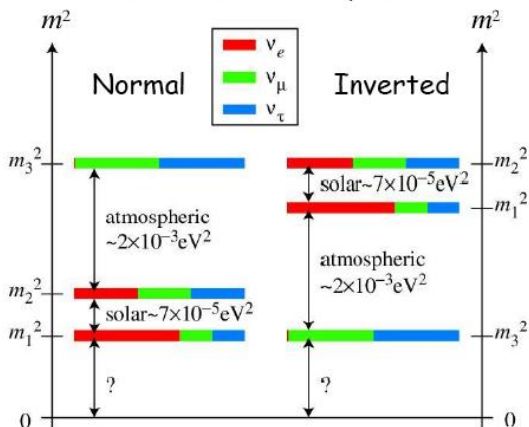 m²
m²
ν_e
ν_μ
ν_τ
Normal
Inverted
m₃²
atmospheric
~2×10⁻³eV²
m₂²
solar~7×10⁻⁵eV²
m₁²
?
0
m₂²
solar~7×10⁻⁵eV²
m₁²
atmospheric
~2×10⁻³eV²
m₃²
?
0